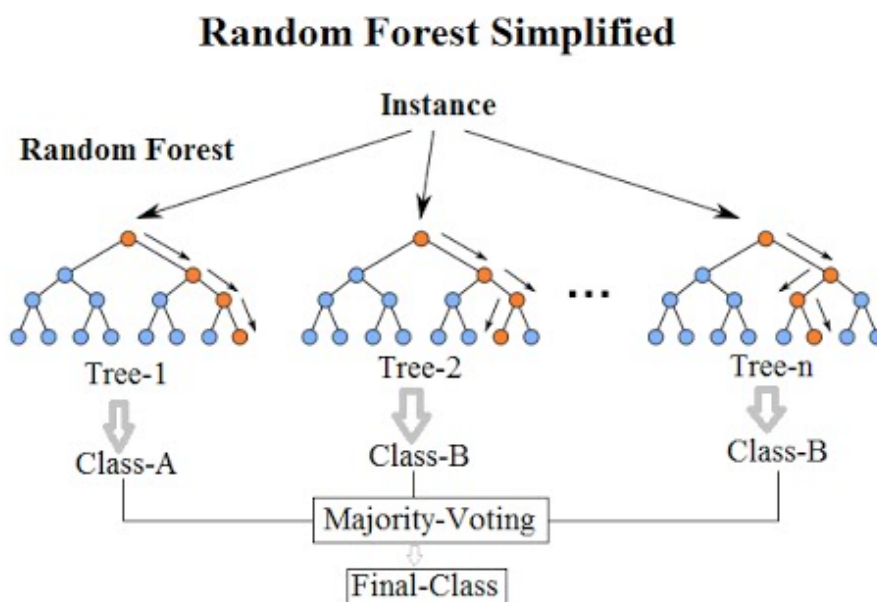 Random Forest Simplified
Instance
Random Forest
...
Tree-1
Tree-2
Tree-n
Class-A
Class-B
Class-B
Majority-Voting
Final-Class